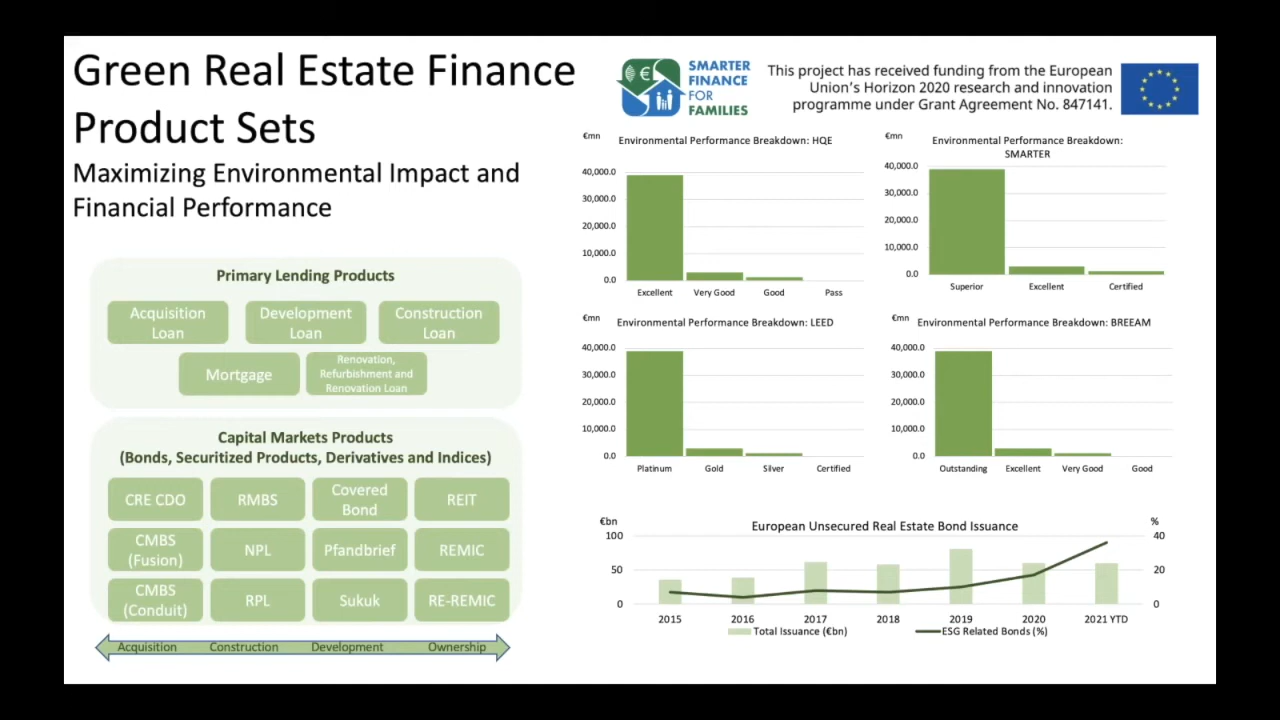 Green Real Estate Finance
Product Sets
Maximizing Environmental Impact and
Financial Performance
SMARTER
FINANCE
FOR
FAMILIES
This project has received funding from the European
Union's Horizon 2020 research and innovation
programme under Grant Agreement No. 847141.
Primary Lending Products
Acquisition
Loan
Development
Loan
Construction
Loan
Mortgage
Renovation,
Refurbishment and
Renovation Loan
Capital Markets Products
(Bonds, Securitized Products, Derivatives and Indices)
CRE CDO
RMBS
Covered
Bond
REIT
CMBS
(Fusion)
NPL
Pfandbrief
REMIC
CMBS
(Conduit)
RPL
Sukuk
RE-REMIC
Acquisition
Construction
Development
Ownership
€mn
Environmental Performance Breakdown: HQE
40,000.0
30,000.0
20,000.0
10,000.0
0.0
Excellent
Very Good
Good
Pass
€mn
Environmental Performance Breakdown:
SMARTER
40,000.0
30,000.0
20,000.0
10,000.0
0.0
Superior
Excellent
Certified
€mn
Environmental Performance Breakdown: LEED
40,000.0
30,000.0
20,000.0
10,000.0
0.0
Platinum
Gold
Silver
Certified
€mn
Environmental Performance Breakdown: BREEAM
40,000.0
30,000.0
20,000.0
10,000.0
0.0
Outstanding
Excellent
Very Good
Good
€bn
European Unsecured Real Estate Bond Issuance
%
100
50
0
40
20
0
2015
2016
2017
2018
2019
2020
2021 YTD
Total Issuance (€bn)
ESG Related Bonds (%)